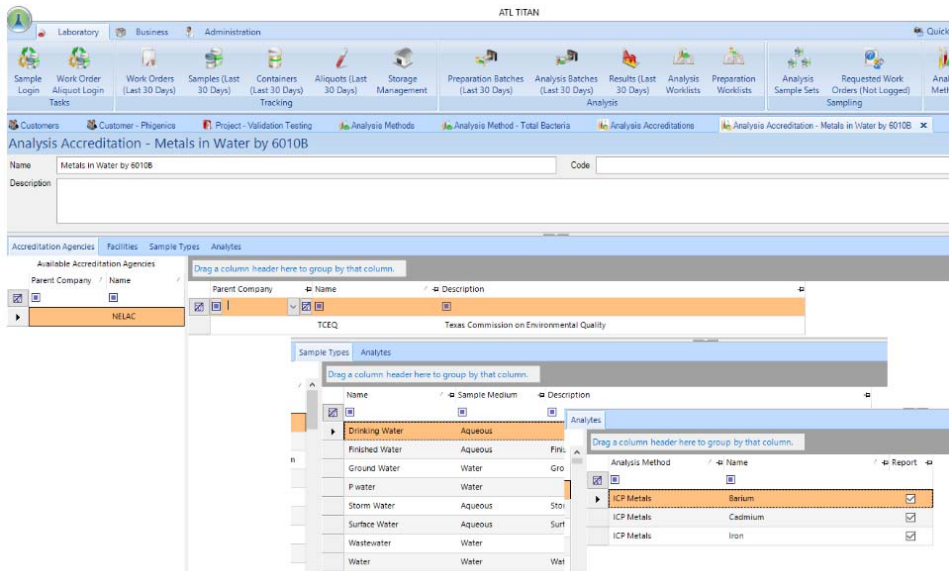 ATL TITAN
Laboratory Business Administration Quick
Sample Login Work Order Aliquot Login Work Orders (Last 30 Days) Samples (Last 30 Days) Containers (Last 30 Days) Aliquots (Last 30 Days) Storage Management Preparation Batches (Last 30 Days) Analysis Batches (Last 30 Days) Results (Last 30 Days) Analysis Worklists Preparation Worklists Analysis Sample Sets Requested Work Orders (Not Logged)
Tasks Tracking Analysis Sampling
Customers Customer - Phigenics Project - Validation Testing Analysis Methods Analysis Method - Total Bacteria Analysis Accreditations Analysis Accreditation - Metals in Water by 6010B
Analysis Accreditation - Metals in Water by 6010B
Name Metals in Water by 6010B Code
Description
Accreditation Agencies Facilities Sample Types Analytes
Available Accreditation Agencies
Drag a column header here to group by that column.
Parent Company Name
Parent Company Name Description
NELAC
TCEQ Texas Commission on Environmental Quality
Sample Types Analytes
Drag a column header here to group by that column.
Name Sample Medium Description
Drinking Water Aqueous
Finished Water Aqueous
Ground Water Water Gro
P water Water
Storm Water Aqueous
Surface Water Aqueous Surf
Wastewater Water
Water Water Wat
Analytes
Drag a column header here to group by that column.
Analysis Method Name Report
ICP Metals Barium
ICP Metals Cadmium
ICP Metals Iron